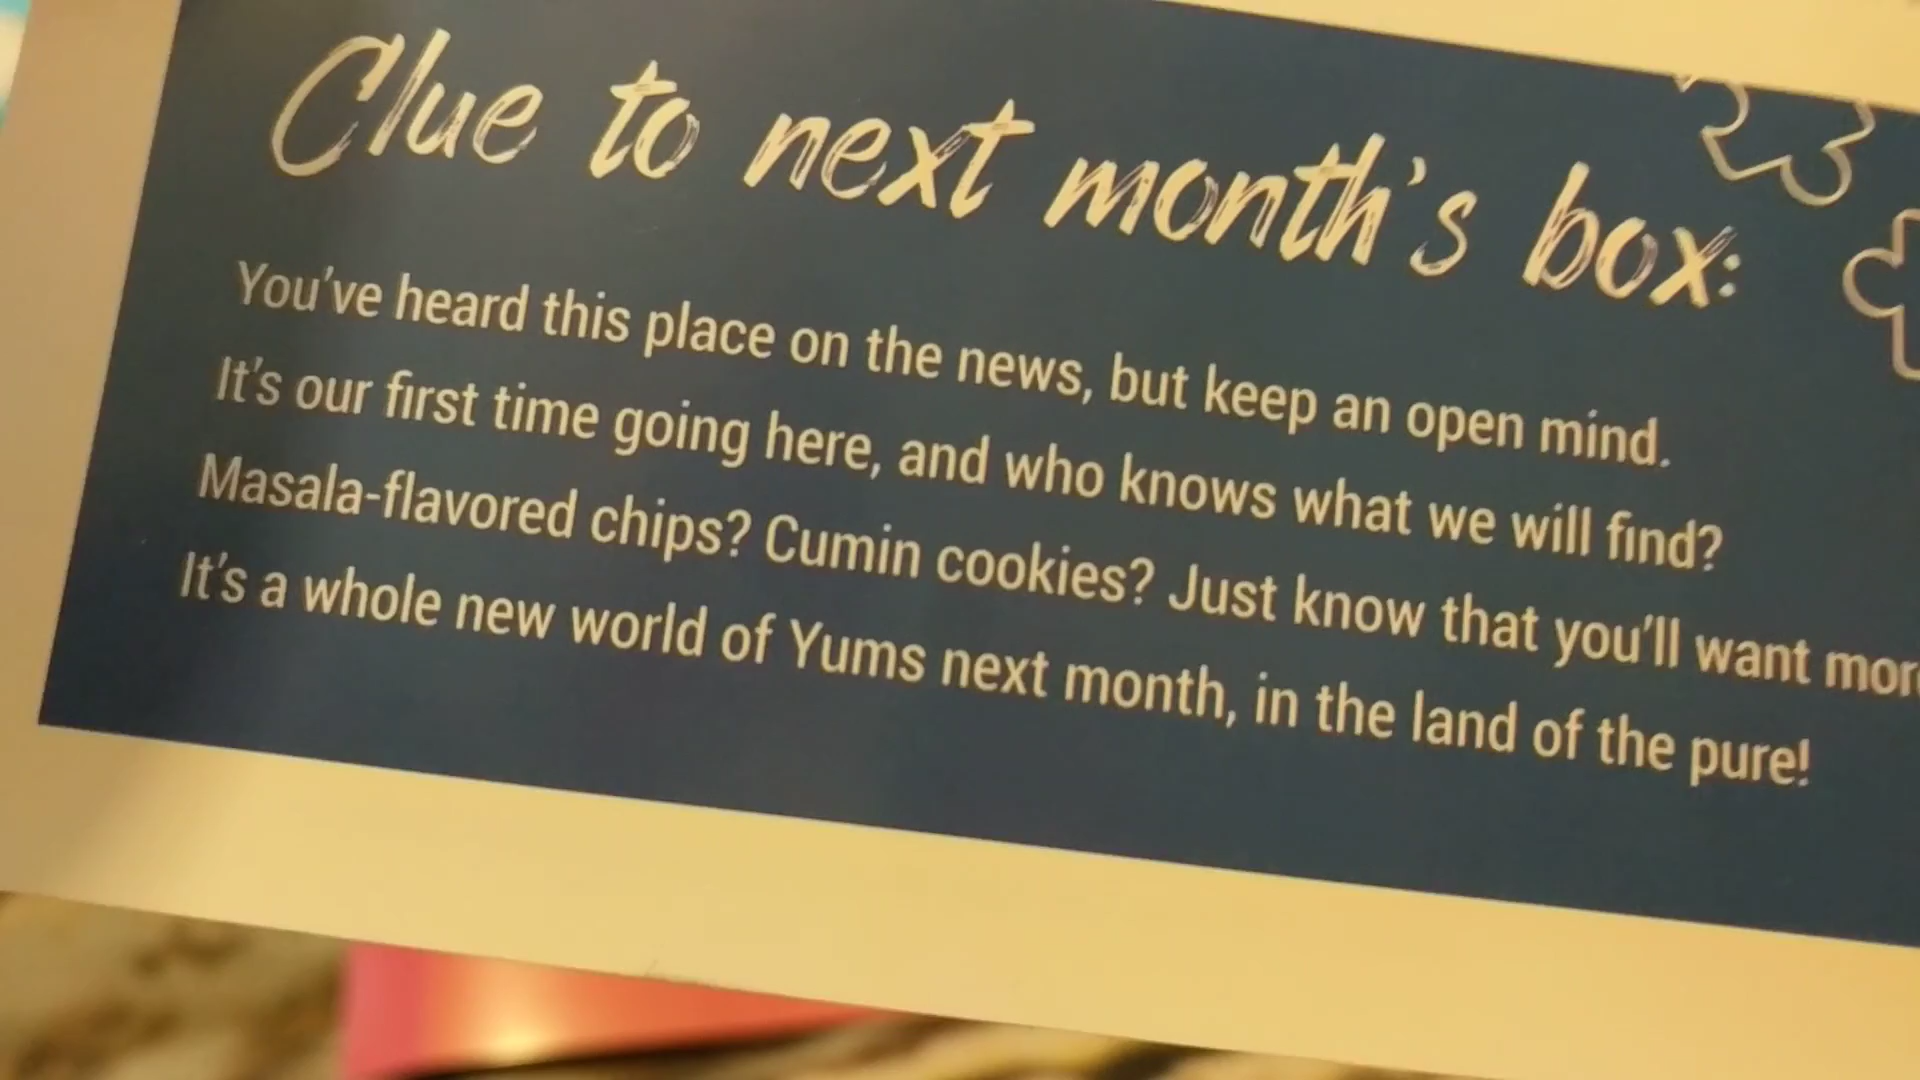 Clue to next month's box:
You've heard this place on the news, but keep an open mind.
It's our first time going here, and who knows what we will find?
Masala-flavored chips? Cumin cookies? Just know that you'll want mor
It's a whole new world of Yums next month, in the land of the pure!